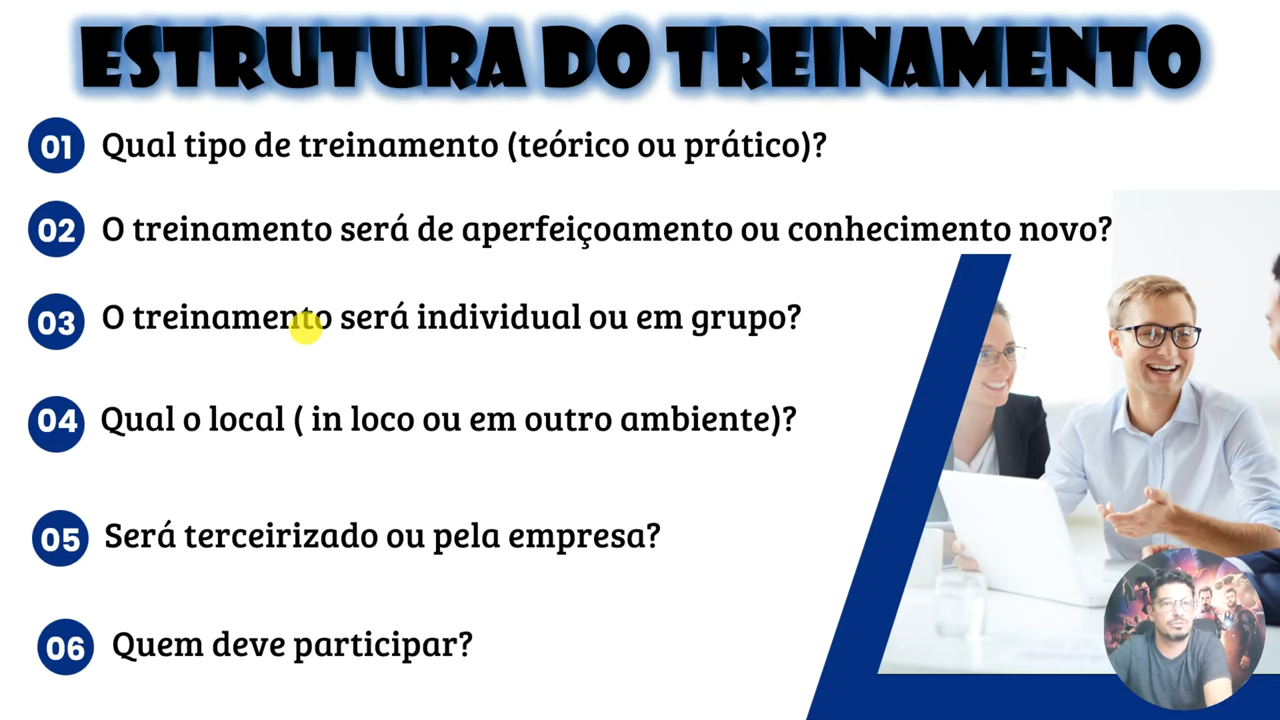 ESTRUTURA DO TREINAMENTO
01 Qual tipo de treinamento (teórico ou prático)?
02 O treinamento será de aperfeiçoamento ou conhecimento novo?
03 O treinamento será individual ou em grupo?
04 Qual o local ( in loco ou em outro ambiente)?
05 Será terceirizado ou pela empresa?
06 Quem deve participar?